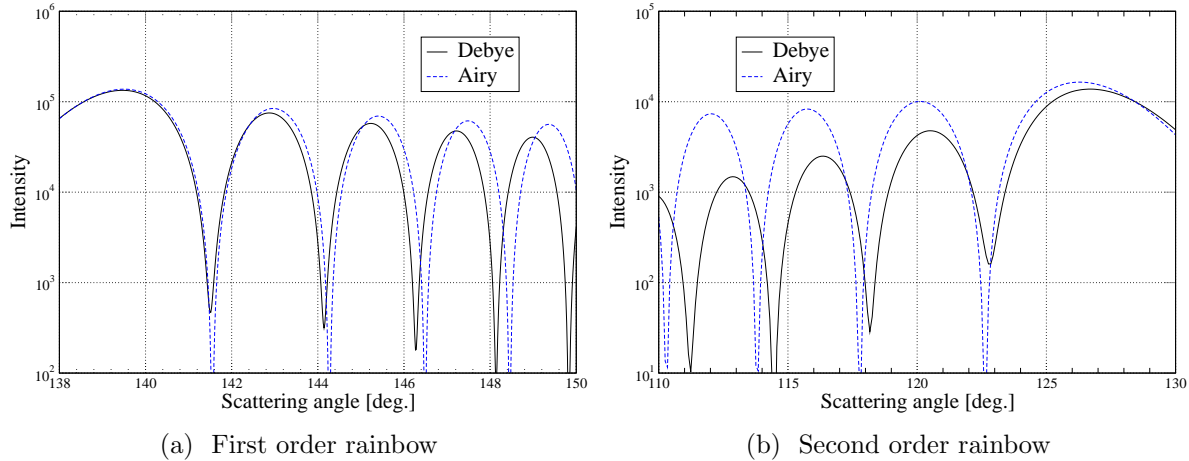 10^6
10^5
10^4
10^3
10^2
Intensity
Debye
Airy
138 140 142 144 146 148 150
Scattering angle [deg.]
(a) First order rainbow
10^5
10^4
10^3
10^2
10^1
Intensity
Debye
Airy
110 115 120 125 130
Scattering angle [deg.]
(b) Second order rainbow